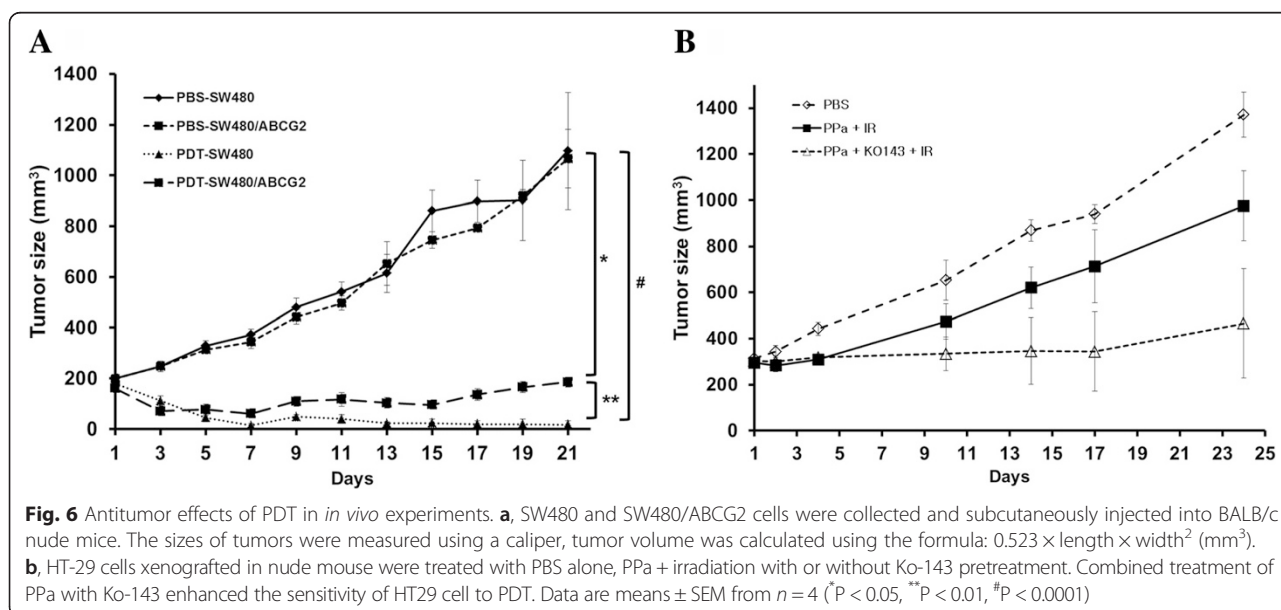 A
1400
1200
1000
800
600
400
200
0
Tumor size (mm³)
PBS-SW480
PBS-SW480/ABCG2
PDT-SW480
PDT-SW480/ABCG2
*
**
#
1 3 5 7 9 11 13 15 17 19 21
Days
B
1400
1200
1000
800
600
400
200
0
Tumor size (mm³)
PBS
PPa + IR
PPa + KO143 + IR
1 3 5 7 9 11 13 15 17 19 21 23 25
Days
Fig. 6 Antitumor effects of PDT in in vivo experiments. a, SW480 and SW480/ABCG2 cells were collected and subcutaneously injected into BALB/c
nude mice. The sizes of tumors were measured using a caliper, tumor volume was calculated using the formula: 0.523 × length × width² (mm³).
b, HT-29 cells xenografted in nude mouse were treated with PBS alone, PPa + irradiation with or without Ko-143 pretreatment. Combined treatment of
PPa with Ko-143 enhanced the sensitivity of HT29 cell to PDT. Data are means ± SEM from n = 4 (*P < 0.05, **P < 0.01, #P < 0.0001)